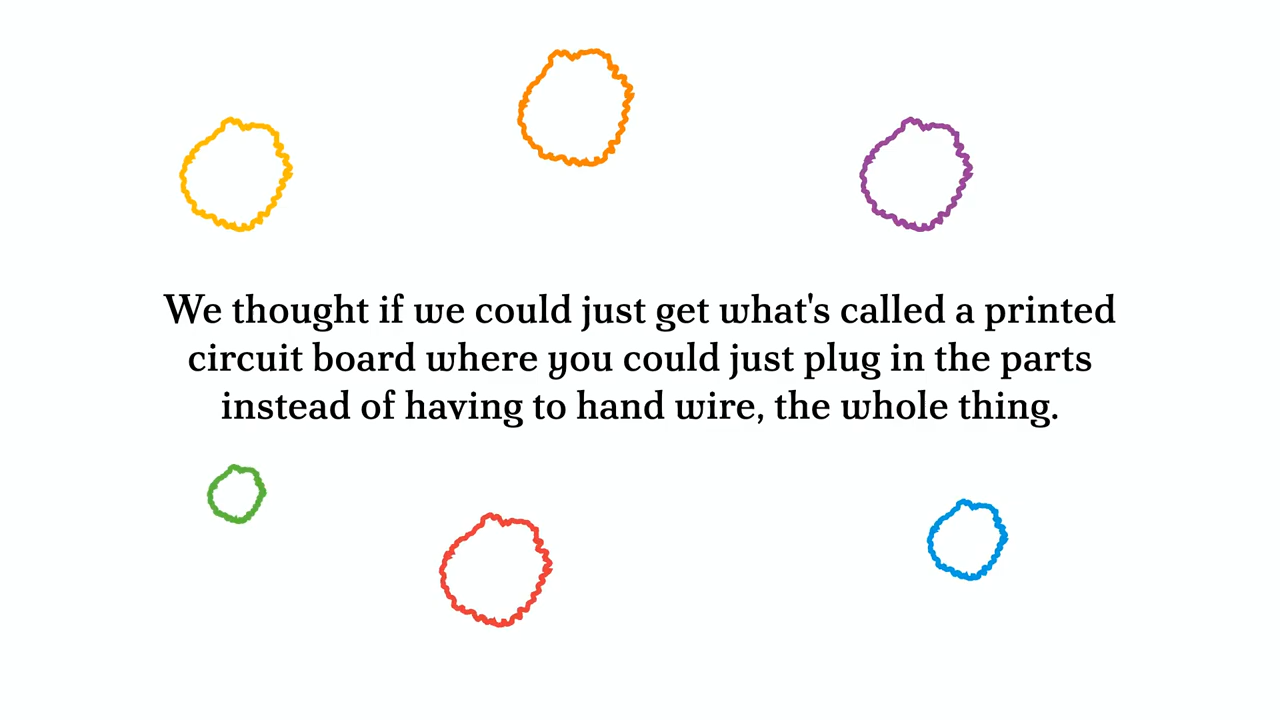 We thought if we could just get what's called a printed
circuit board where you could just plug in the parts
instead of having to hand wire, the whole thing.